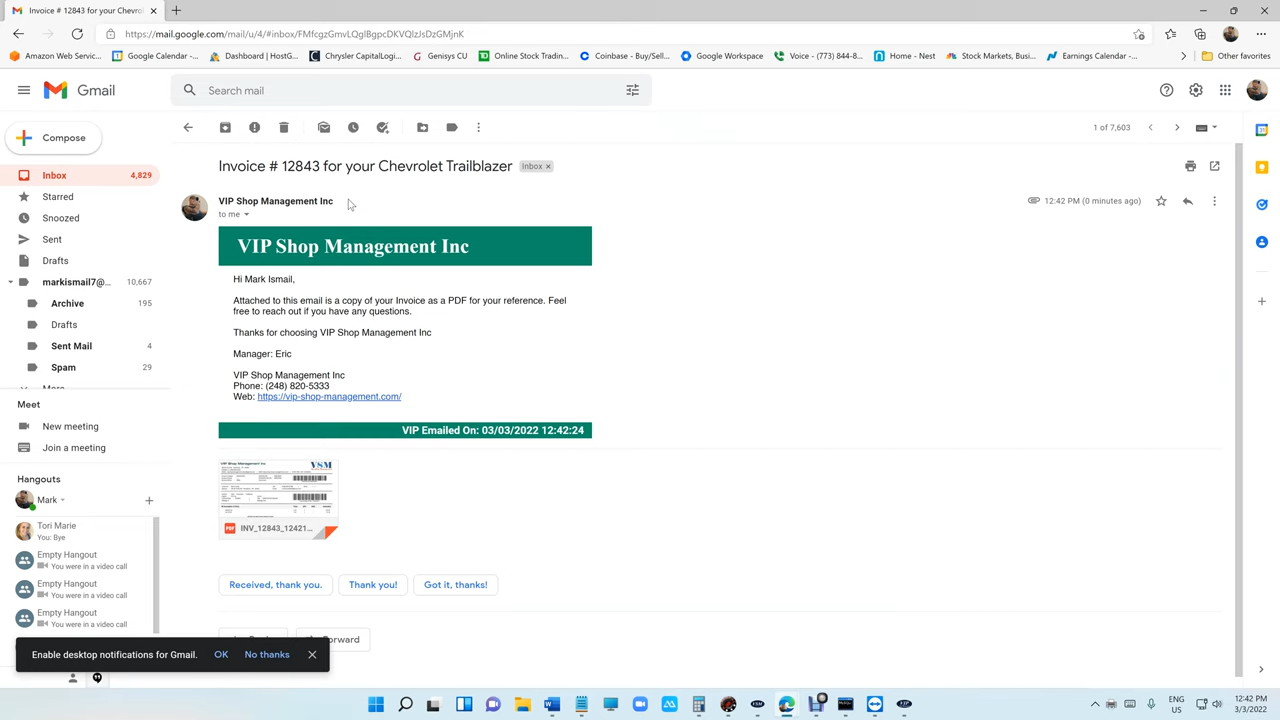 Invoice # 12843 for your Chevro
https://mail.google.com/mail/u/4/#inbox/FMfcgzGmvLQglBgpcDKVQlzJsDzGMjnK
Amazon Web Servic...
Google Calendar -...
Dashboard | HostG...
Chrysler CapitalLogi...
Genisys CU
Online Stock Tradin...
Coinbase - Buy/Sell...
Google Workspace
Voice - (773) 844-8...
Home - Nest
Stock Markets, Busi...
Earnings Calendar -...
Other favorites
Gmail
Search mail
Compose
1 of 7,603
Inbox 4,829
Starred
Snoozed
Sent
Drafts
markismail7@... 10,667
Archive 195
Drafts
Sent Mail 4
Spam 29
More
Meet
New meeting
Join a meeting
Hangouts
Mark
Tori Marie
You: Bye
Empty Hangout
You were in a video call
Empty Hangout
You were in a video call
Empty Hangout
You were in a video call
Invoice # 12843 for your Chevrolet Trailblazer Inbox ×
VIP Shop Management Inc
to me
12:42 PM (0 minutes ago)
VIP Shop Management Inc
Hi Mark Ismail,
Attached to this email is a copy of your Invoice as a PDF for your reference. Feel
free to reach out if you have any questions.
Thanks for choosing VIP Shop Management Inc
Manager: Eric
VIP Shop Management Inc
Phone: (248) 820-5333
Web: https://vip-shop-management.com/
VIP Emailed On: 03/03/2022 12:42:24
VIP Shop Management Inc
VSM
PDF INV_12843_12421...
Received, thank you.
Thank you!
Got it, thanks!
Forward
Enable desktop notifications for Gmail. OK No thanks
ENG
US
12:42 PM
3/3/2022